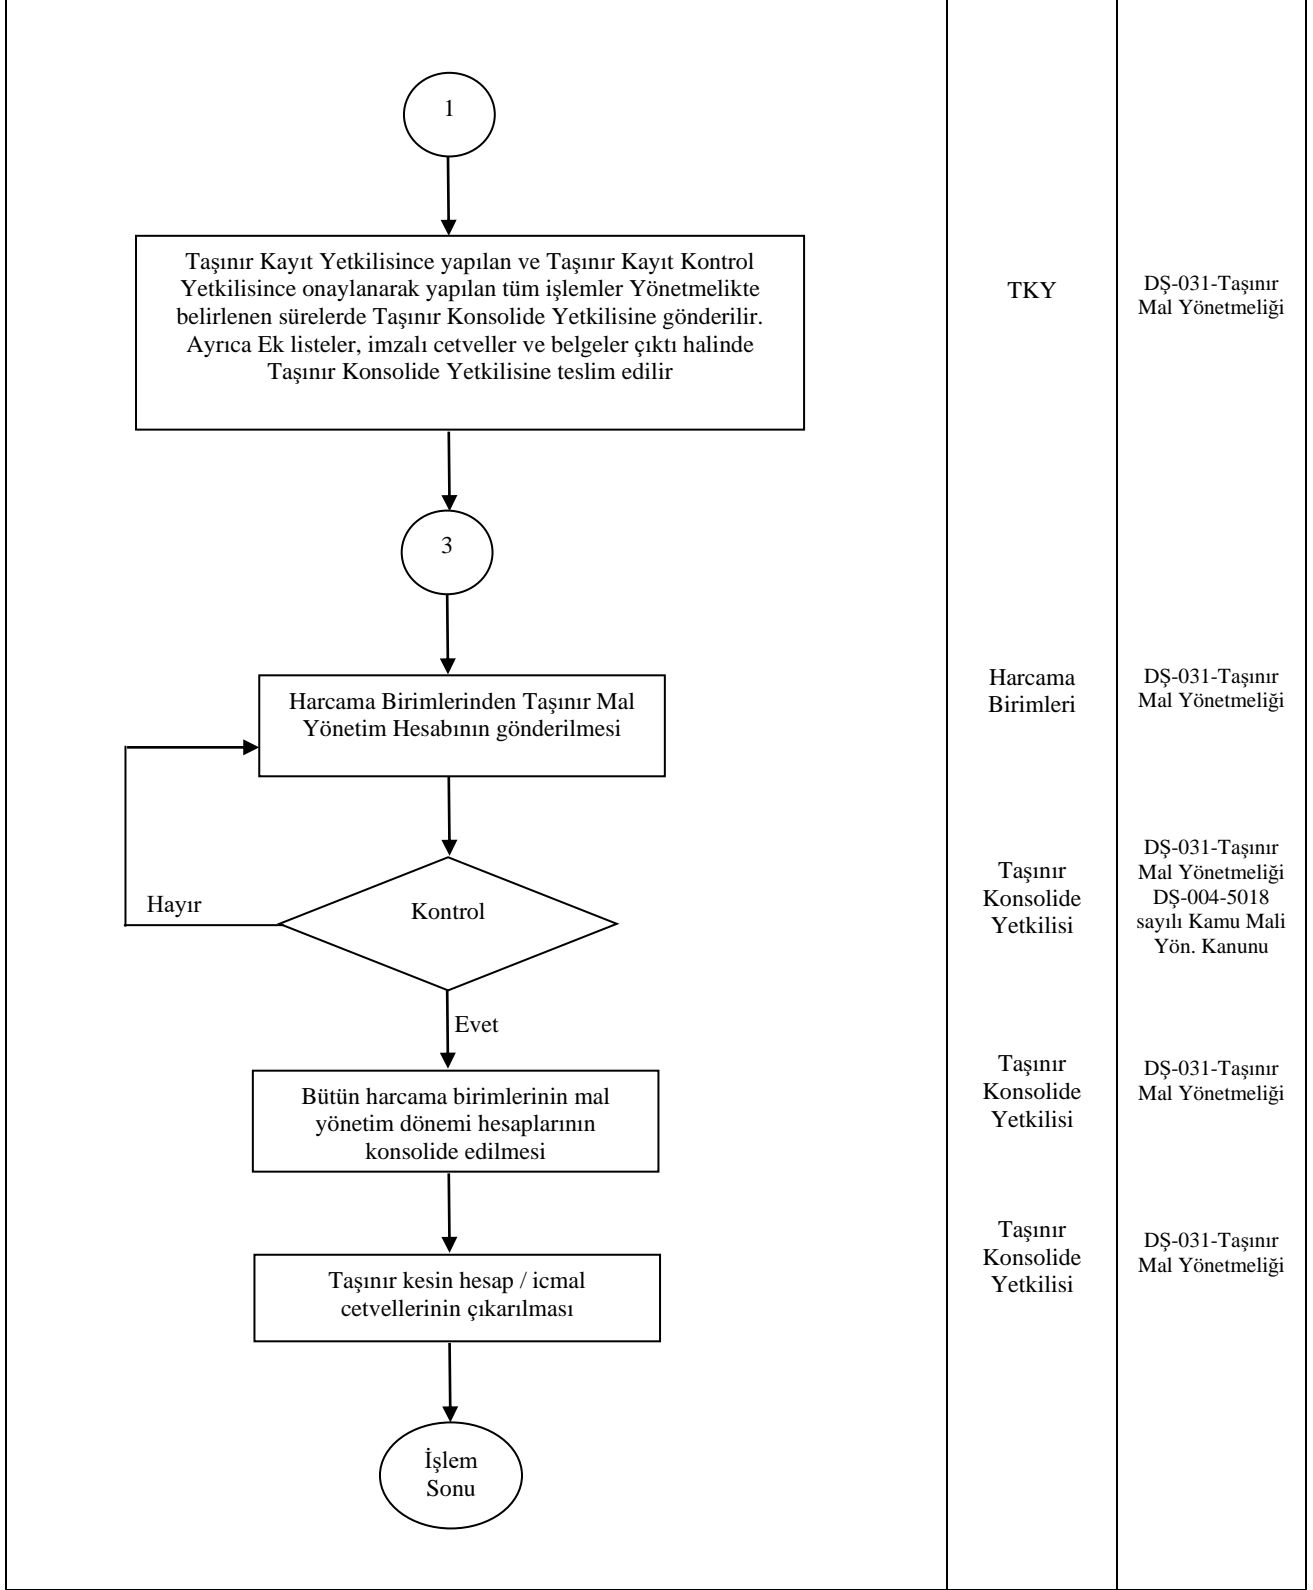 1
Taşınır Kayıt Yetkilisince yapılan ve Taşınır Kayıt Kontrol
Yetkilisince onaylanarak yapılan tüm işlemler Yönetmelikte
belirlenen sürelerde Taşınır Konsolide Yetkilisine gönderilir.
Ayrıca Ek listeler, imzalı cetveller ve belgeler çıktı halinde
Taşınır Konsolide Yetkilisine teslim edilir
TKY
DŞ-031-Taşınır
Mal Yönetmeliği
3
Harcama Birimlerinden Taşınır Mal
Yönetim Hesabının gönderilmesi
Harcama
Birimleri
DŞ-031-Taşınır
Mal Yönetmeliği
Hayır
Kontrol
Taşınır
Konsolide
Yetkilisi
DŞ-031-Taşınır
Mal Yönetmeliği
DŞ-004-5018
sayılı Kamu Mali
Yön. Kanunu
Evet
Bütün harcama birimlerinin mal
yönetim dönemi hesaplarının
konsolide edilmesi
Taşınır
Konsolide
Yetkilisi
DŞ-031-Taşınır
Mal Yönetmeliği
Taşınır kesin hesap / icmal
cetvellerinin çıkarılması
Taşınır
Konsolide
Yetkilisi
DŞ-031-Taşınır
Mal Yönetmeliği
İşlem
Sonu